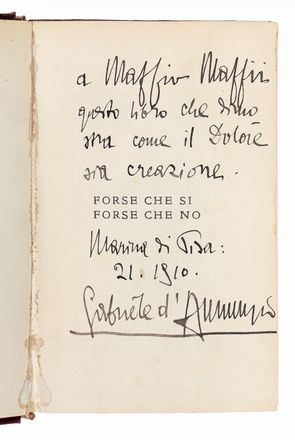 a Maffio Maffii
questo libro che dimo
stra come il Dolore
sia creazione.
FORSE CHE SI
FORSE CHE NO
Marina di Pisa:
21. 1910.
Gabriele d'Annunzio